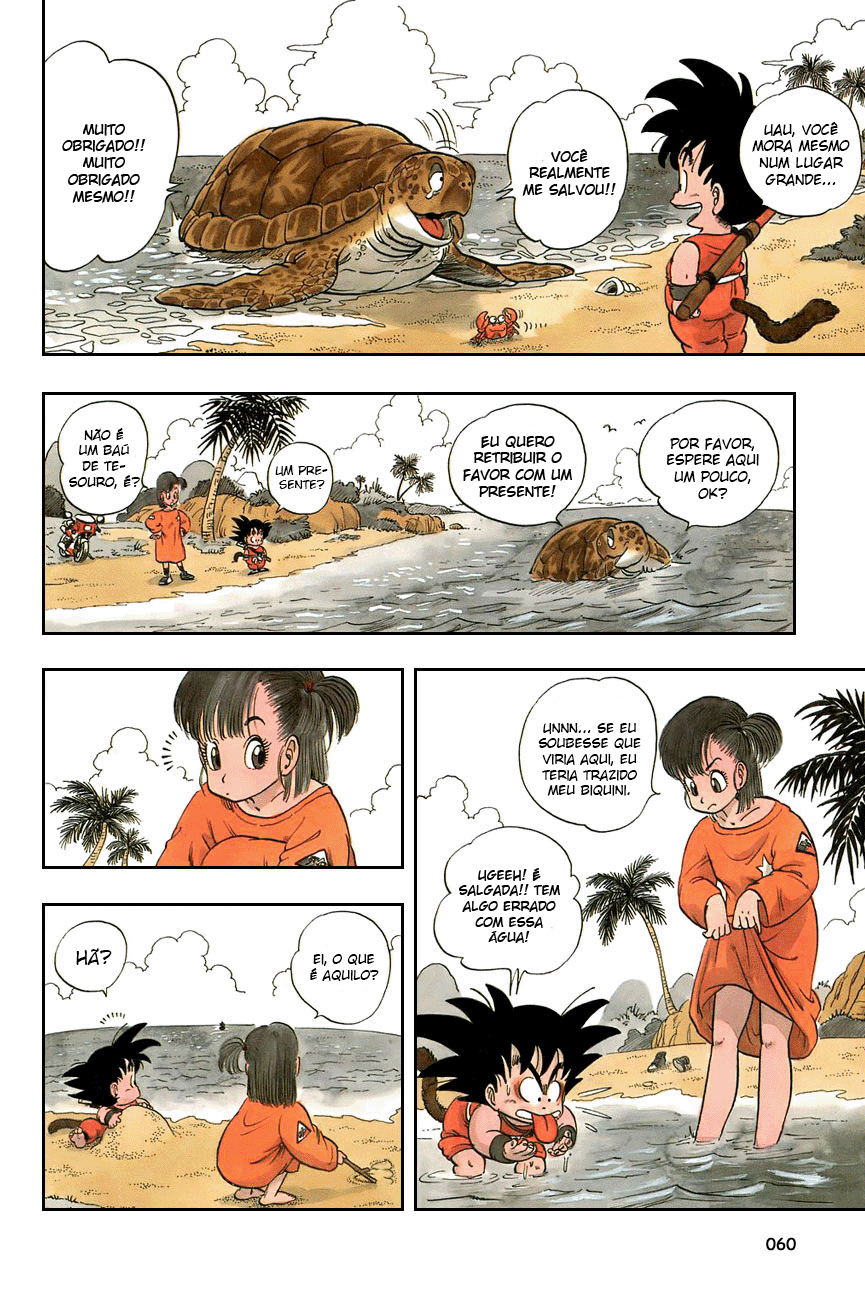 UAU, VOCÊ
MORA MESMO
NUM LUGAR
GRANDE...
VOCÊ
REALMENTE
ME SALVOU!!
MUITO
OBRIGADO!!
MUITO
OBRIGADO
MESMO!!
POR FAVOR,
ESPERE AQUI
UM POUCO,
OK?
EU QUERO
RETRIBUIR O
FAVOR COM UM
PRESENTE!
UM PRE-
SENTE?
NÃO É
UM BAÚ
DE TE-
SOURO, É?
UNNN... SE EU
SOUBESSE QUE
VIRIA AQUI, EU
TERIA TRAZIDO
MEU BIQUINI.
UGEEH! É
SALGADA!! TEM
ALGO ERRADO
COM ESSA
ÁGUA!
EI, O QUE
É AQUILO?
HÃ?
060